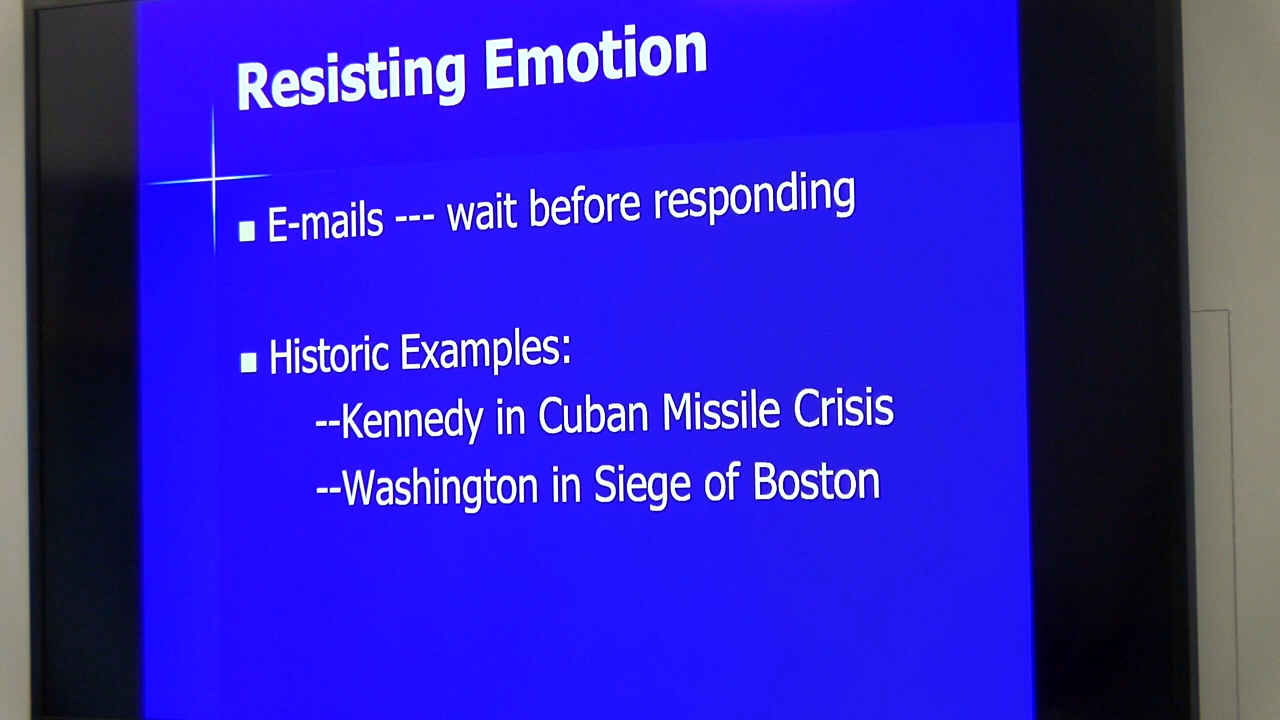 Resisting Emotion
■ E-mails --- wait before responding
■ Historic Examples:
--Kennedy in Cuban Missile Crisis
--Washington in Siege of Boston